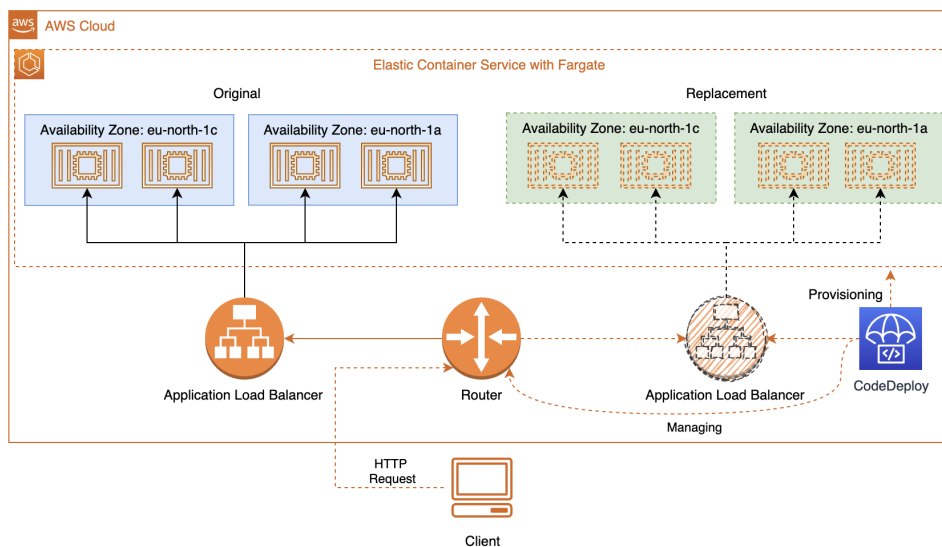 aws
AWS Cloud
Elastic Container Service with Fargate
Original
Replacement
Availability Zone: eu-north-1c
Availability Zone: eu-north-1a
Availability Zone: eu-north-1c
Availability Zone: eu-north-1a
Provisioning
</>
Application Load Balancer
Router
Application Load Balancer
CodeDeploy
Managing
HTTP
Request
Client